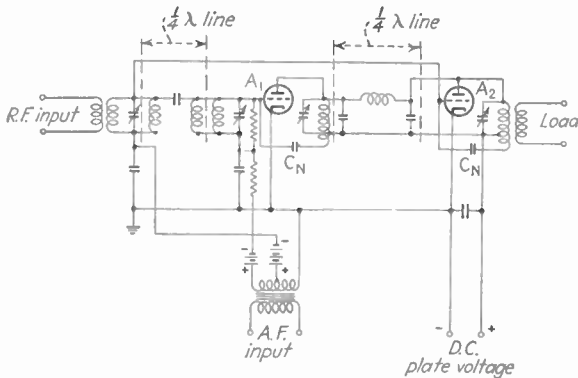 1/4 λ line
1/4 λ line
A1
A2
R.F. input
Load
CN
CN
-
-
+
+
A.F.
input
-
+
D.C.
plate voltage